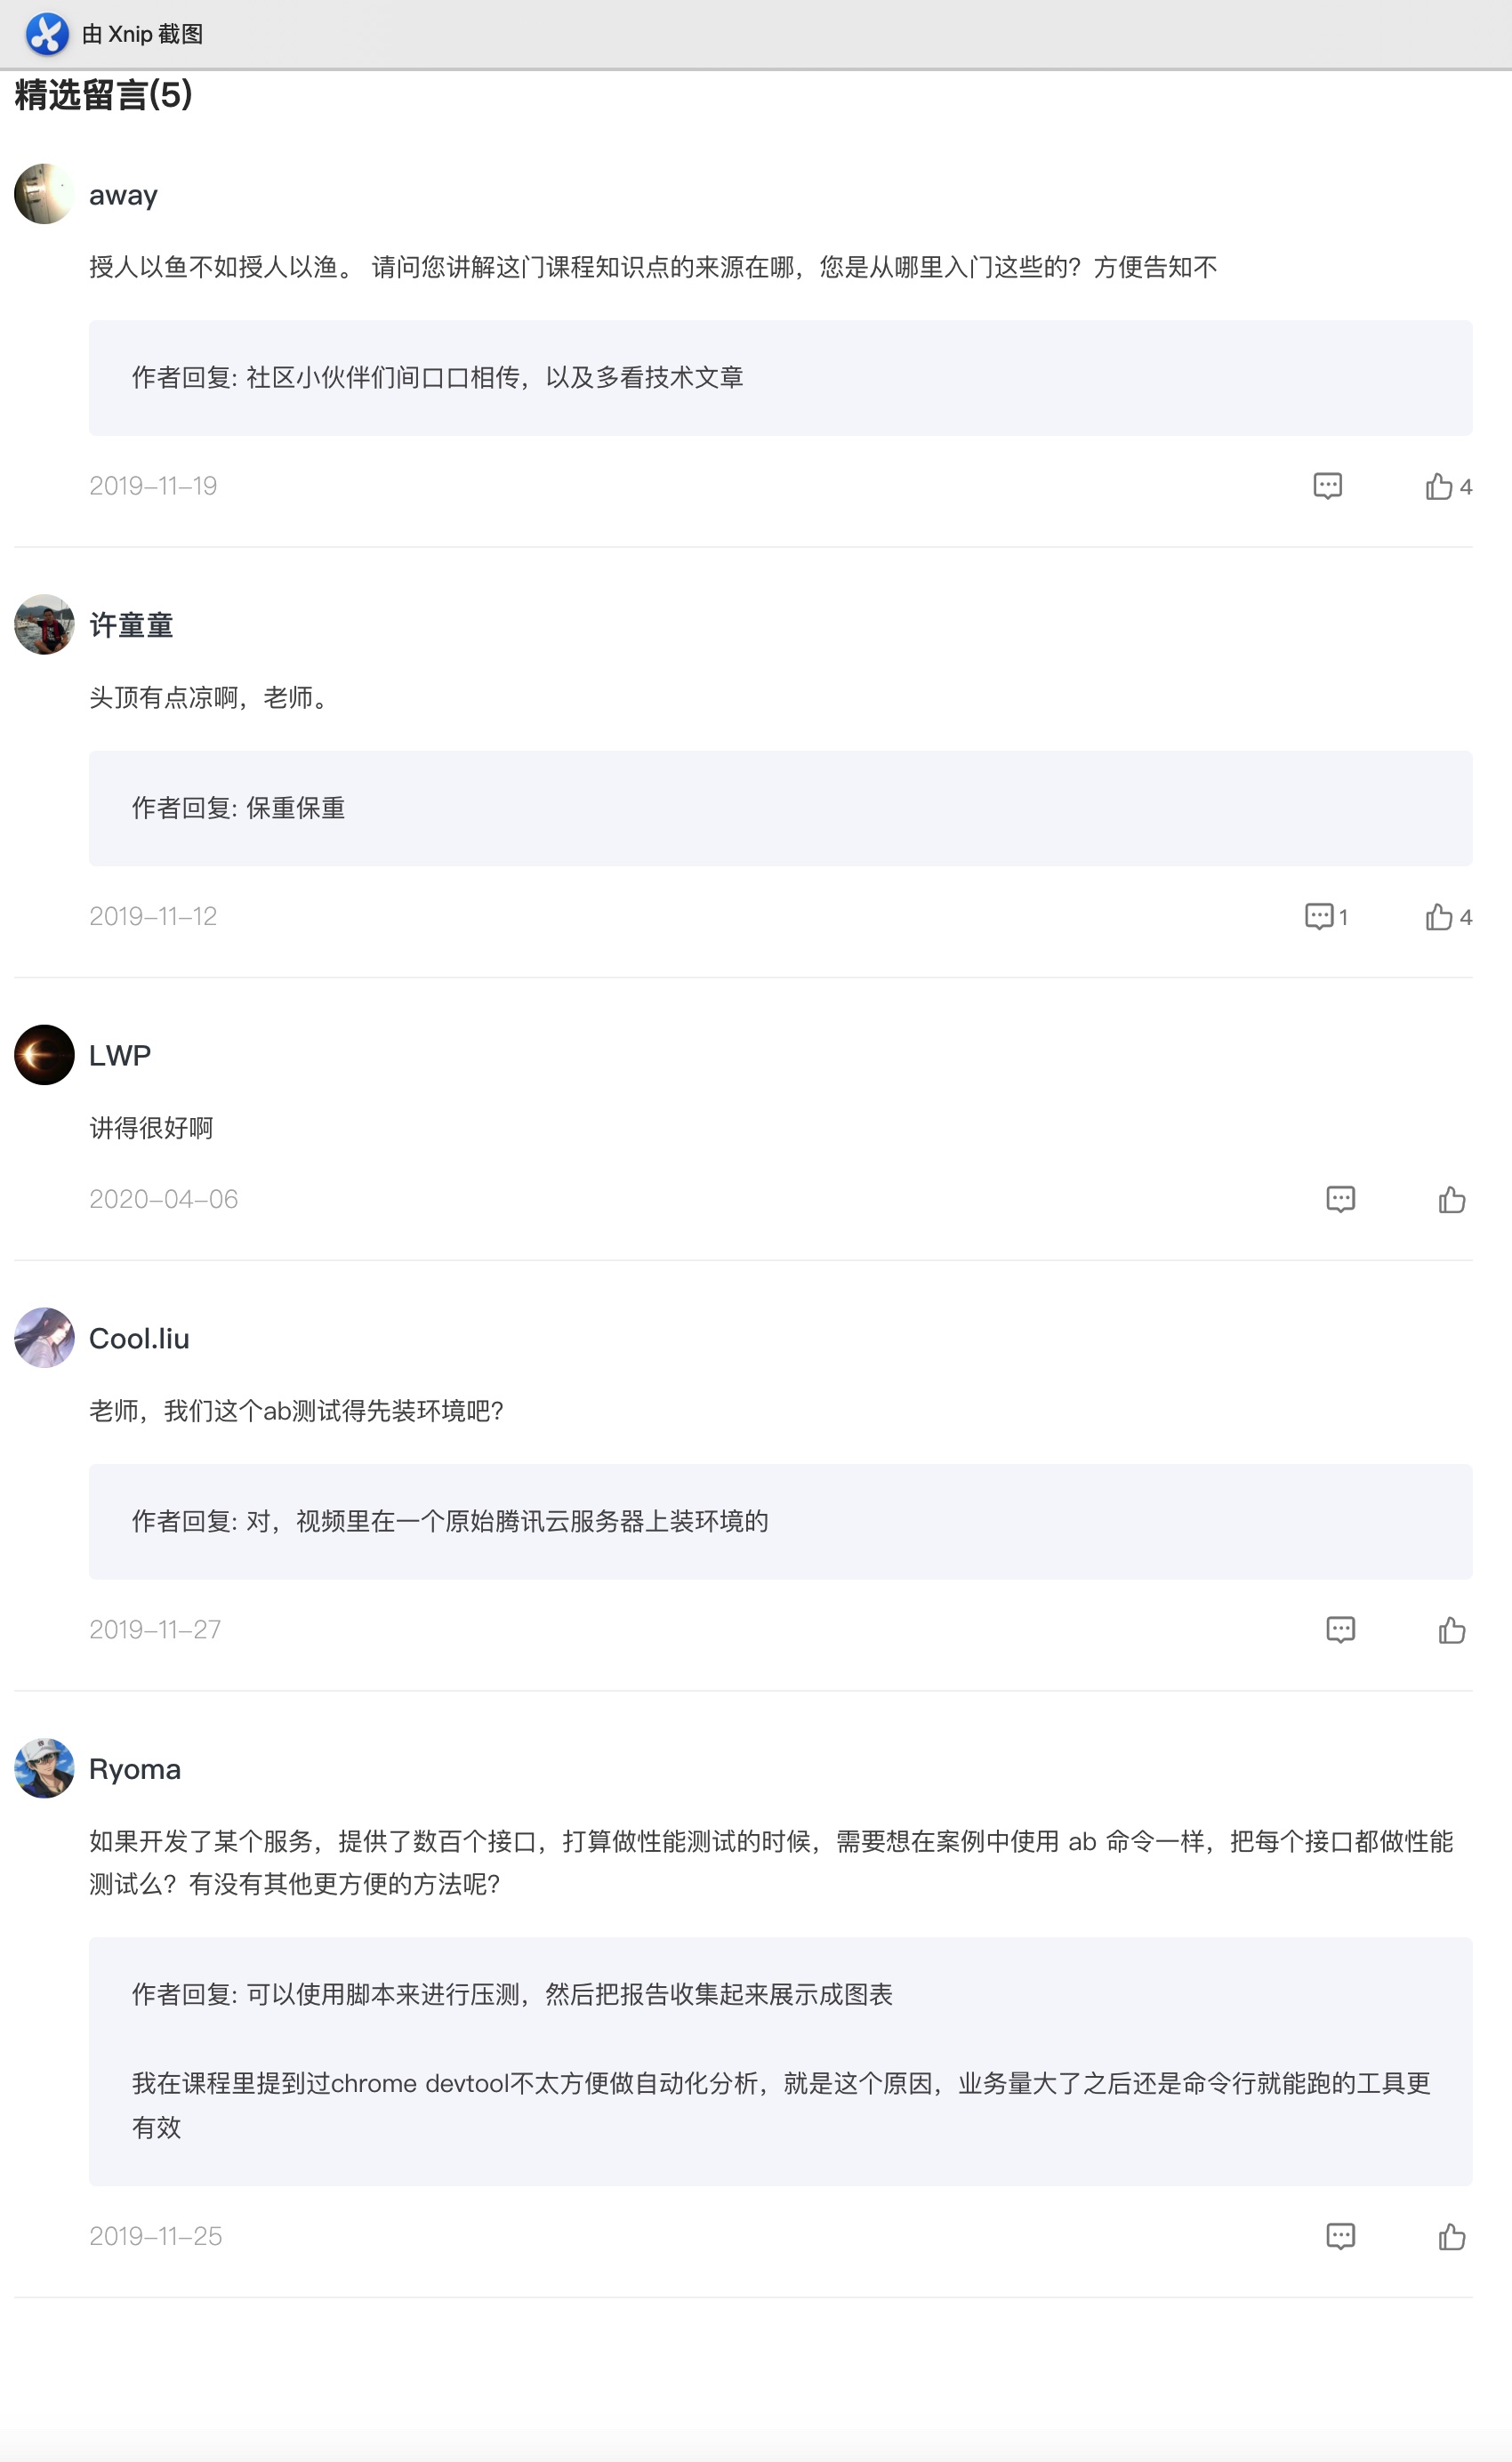 由 Xnip 截图
精选留言(5)
away
授人以鱼不如授人以渔。 请问您讲解这门课程知识点的来源在哪，您是从哪里入门这些的？方便告知不
作者回复: 社区小伙伴们间口口相传，以及多看技术文章
2019-11-19
4
许童童
头顶有点凉啊，老师。
作者回复: 保重保重
2019-11-12
1
4
LWP
讲得很好啊
2020-04-06
Cool.liu
老师，我们这个ab测试得先装环境吧？
作者回复: 对，视频里在一个原始腾讯云服务器上装环境的
2019-11-27
Ryoma
如果开发了某个服务，提供了数百个接口，打算做性能测试的时候，需要想在案例中使用 ab 命令一样，把每个接口都做性能
测试么？有没有其他更方便的方法呢？
作者回复: 可以使用脚本来进行压测，然后把报告收集起来展示成图表
我在课程里提到过chrome devtool不太方便做自动化分析，就是这个原因，业务量大了之后还是命令行就能跑的工具更
有效
2019-11-25